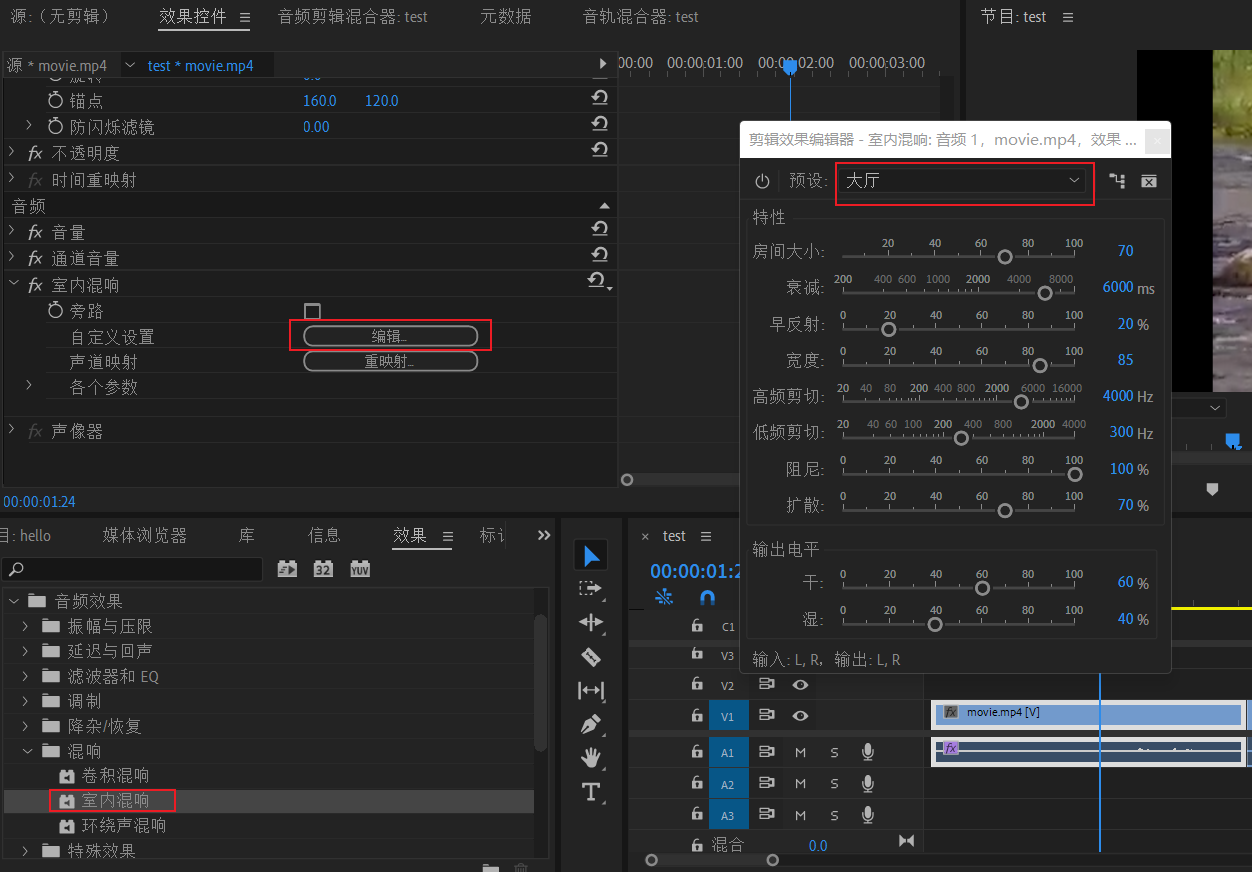 源:（无剪辑）
效果控件
音频剪辑混合器: test
元数据
音轨混合器: test
节目: test
源 * movie.mp4
test * movie.mp4
00:00
00:00:01:00
00:00:02:00
00:00:03:00
旋转
0.0
锚点
160.0
120.0
防闪烁滤镜
0.00
fx 不透明度
fx 时间重映射
音频
fx 音量
fx 通道音量
fx 室内混响
旁路
自定义设置
编辑...
声道映射
重映射...
各个参数
fx 声像器
00:00:01:24
剪辑效果编辑器 - 室内混响: 音频 1，movie.mp4，效果 ...
预设:
大厅
特性
房间大小:
20 40 60 80 100
70
衰减:
200 400 600 1000 2000 4000 8000
6000 ms
早反射:
0 20 40 60 80 100
20 %
宽度:
0 20 40 60 80 100
85
高频剪切:
20 40 80 200 400 800 2000 6000 16000
4000 Hz
低频剪切:
20 40 60 100 200 400 800 2000 4000
300 Hz
阻尼:
0 20 40 60 80 100
100 %
扩散:
0 20 40 60 80 100
70 %
输出电平
干:
0 20 40 60 80 100
60 %
湿:
0 20 40 60 80 100
40 %
输入: L, R，输出: L, R
目: hello
媒体浏览器
库
信息
效果
标记
32
YUV
音频效果
振幅与压限
延迟与回声
滤波器和 EQ
调制
降杂/恢复
混响
卷积混响
室内混响
环绕声混响
特殊效果
T
× test
00:00:01:2
C1
V3
V2
V1
fx movie.mp4 [V]
A1
M S
fx
A2
M S
A3
M S
混合
0.0